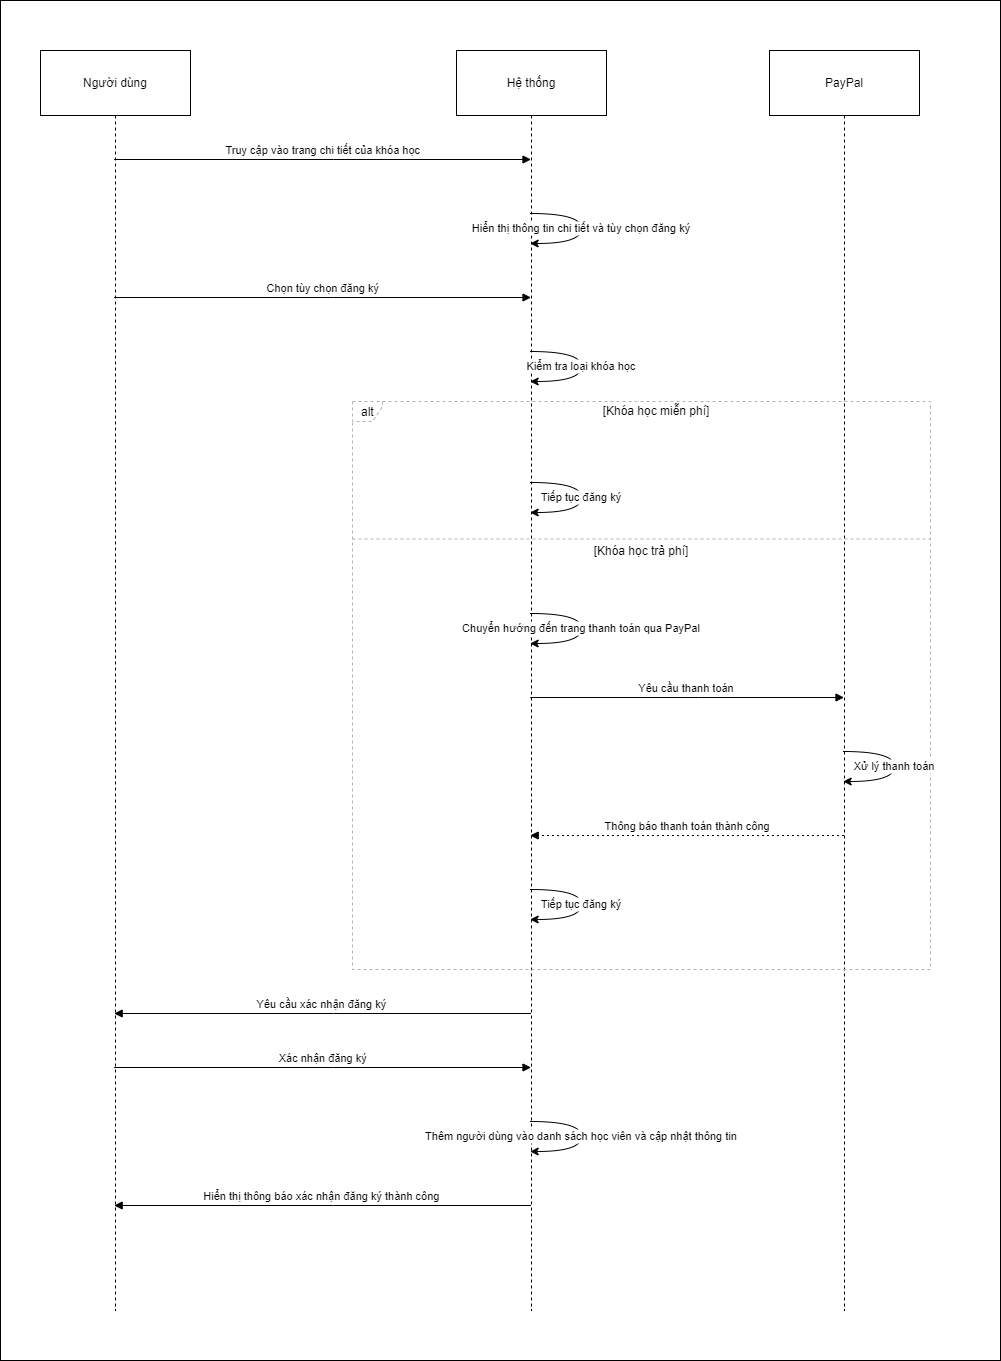 Người dùng
Hệ thống
PayPal
Truy cập vào trang chi tiết của khóa học
Hiển thị thông tin chi tiết và tùy chọn đăng ký
Chọn tùy chọn đăng ký
Kiểm tra loại khóa học
alt
[Khóa học miễn phí]
Tiếp tục đăng ký
[Khóa học trả phí]
Chuyển hướng đến trang thanh toán qua PayPal
Yêu cầu thanh toán
Xử lý thanh toán
Thông báo thanh toán thành công
Tiếp tục đăng ký
Yêu cầu xác nhận đăng ký
Xác nhận đăng ký
Thêm người dùng vào danh sách học viên và cập nhật thông tin
Hiển thị thông báo xác nhận đăng ký thành công